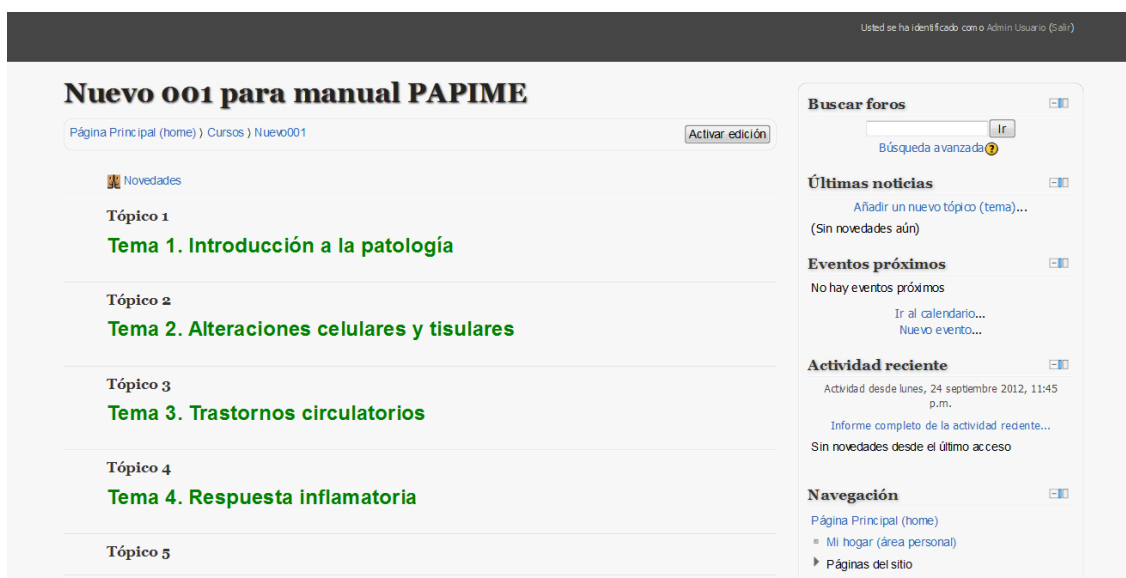 Usted se ha identificado como Admin Usuario (Salir)
Nuevo 001 para manual PAPIME
Página Principal (home) ⟩ Cursos ⟩ Nuevo001
Activar edición
Novedades
Tópico 1
Tema 1. Introducción a la patología
Tópico 2
Tema 2. Alteraciones celulares y tisulares
Tópico 3
Tema 3. Trastornos circulatorios
Tópico 4
Tema 4. Respuesta inflamatoria
Tópico 5
Buscar foros
Ir
Búsqueda avanzada ?
Últimas noticias
Añadir un nuevo tópico (tema)...
(Sin novedades aún)
Eventos próximos
No hay eventos próximos
Ir al calendario...
Nuevo evento...
Actividad reciente
Actividad desde lunes, 24 septiembre 2012, 11:45
p.m.
Informe completo de la actividad reciente...
Sin novedades desde el último acceso
Navegación
Página Principal (home)
Mi hogar (área personal)
Páginas del sitio